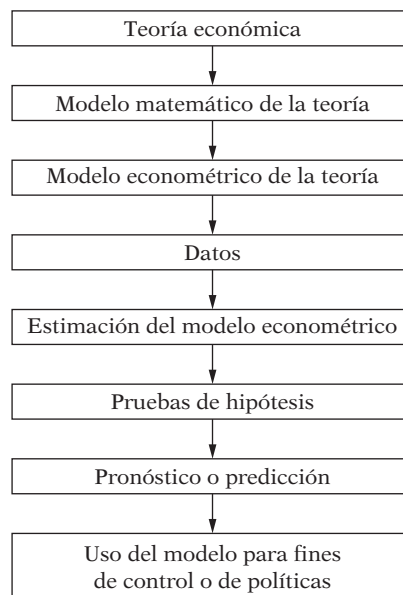 Teoría económica
Modelo matemático de la teoría
Modelo econométrico de la teoría
Datos
Estimación del modelo econométrico
Pruebas de hipótesis
Pronóstico o predicción
Uso del modelo para fines
de control o de políticas